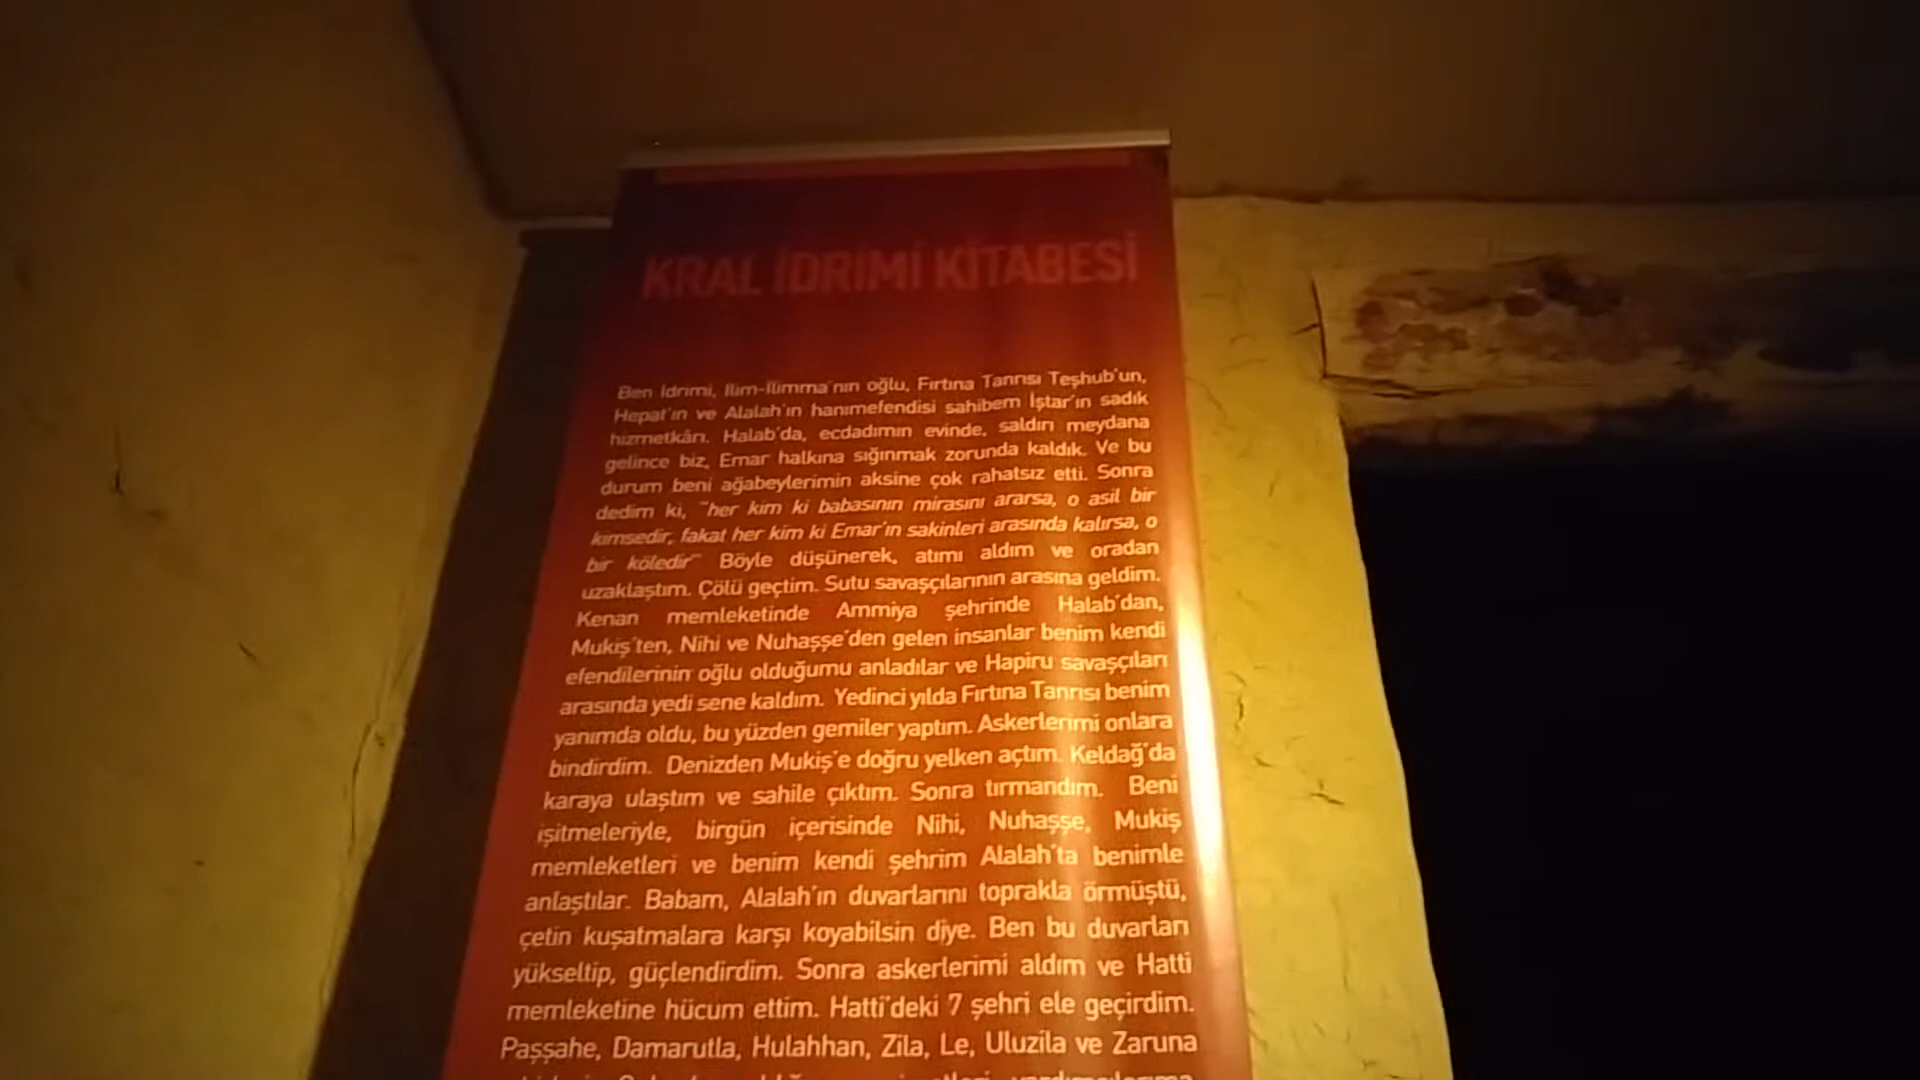 KRAL İDRİMİ KİTABESİ
Ben İdrimi, Ilim-Ilimma'nın oğlu, Fırtına Tanrısı Teşhub'un,
Hepat'ın ve Alalah'ın hanımefendisi sahibem İştar'ın sadık
hizmetkârı. Halab'da, ecdadımın evinde, saldırı meydana
gelince biz, Emar halkına sığınmak zorunda kaldık. Ve bu
durum beni ağabeylerimin aksine çok rahatsız etti. Sonra
dedim ki, "her kim ki babasının mirasını ararsa, o asil bir
kimsedir, fakat her kim ki Emar'ın sakinleri arasında kalırsa, o
bir köledir" Böyle düşünerek, atımı aldım ve oradan
uzaklaştım. Çölü geçtim. Sutu savaşçılarının arasına geldim.
Kenan memleketinde Ammiya şehrinde Halab'dan,
Mukiş'ten, Nihi ve Nuhaşşe'den gelen insanlar benim kendi
efendilerinin oğlu olduğumu anladılar ve Hapiru savaşçıları
arasında yedi sene kaldım. Yedinci yılda Fırtına Tanrısı benim
yanımda oldu, bu yüzden gemiler yaptım. Askerlerimi onlara
bindirdim. Denizden Mukiş'e doğru yelken açtım. Keldağ'da
karaya ulaştım ve sahile çıktım. Sonra tırmandım. Beni
işitmeleriyle, birgün içerisinde Nihi, Nuhaşşe, Mukiş
memleketleri ve benim kendi şehrim Alalah'ta benimle
anlaştılar. Babam, Alalah'ın duvarlarını toprakla örmüştü,
çetin kuşatmalara karşı koyabilsin diye. Ben bu duvarları
yükseltip, güçlendirdim. Sonra askerlerimi aldım ve Hatti
memleketine hücum ettim. Hatti'deki 7 şehri ele geçirdim.
Paşşahe, Damarutla, Hulahhan, Zila, Le, Uluzila ve Zaruna